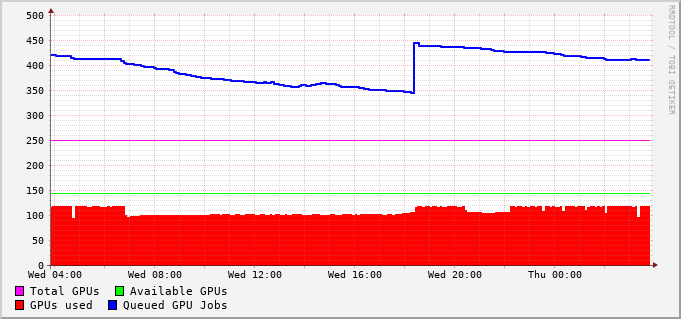 500
450
400
350
300
250
200
150
100
50
0
Wed 04:00 Wed 08:00 Wed 12:00 Wed 16:00 Wed 20:00 Thu 00:00
Total GPUs Available GPUs
GPUs used Queued GPU Jobs
RRDTOOL / TOBI OETIKER